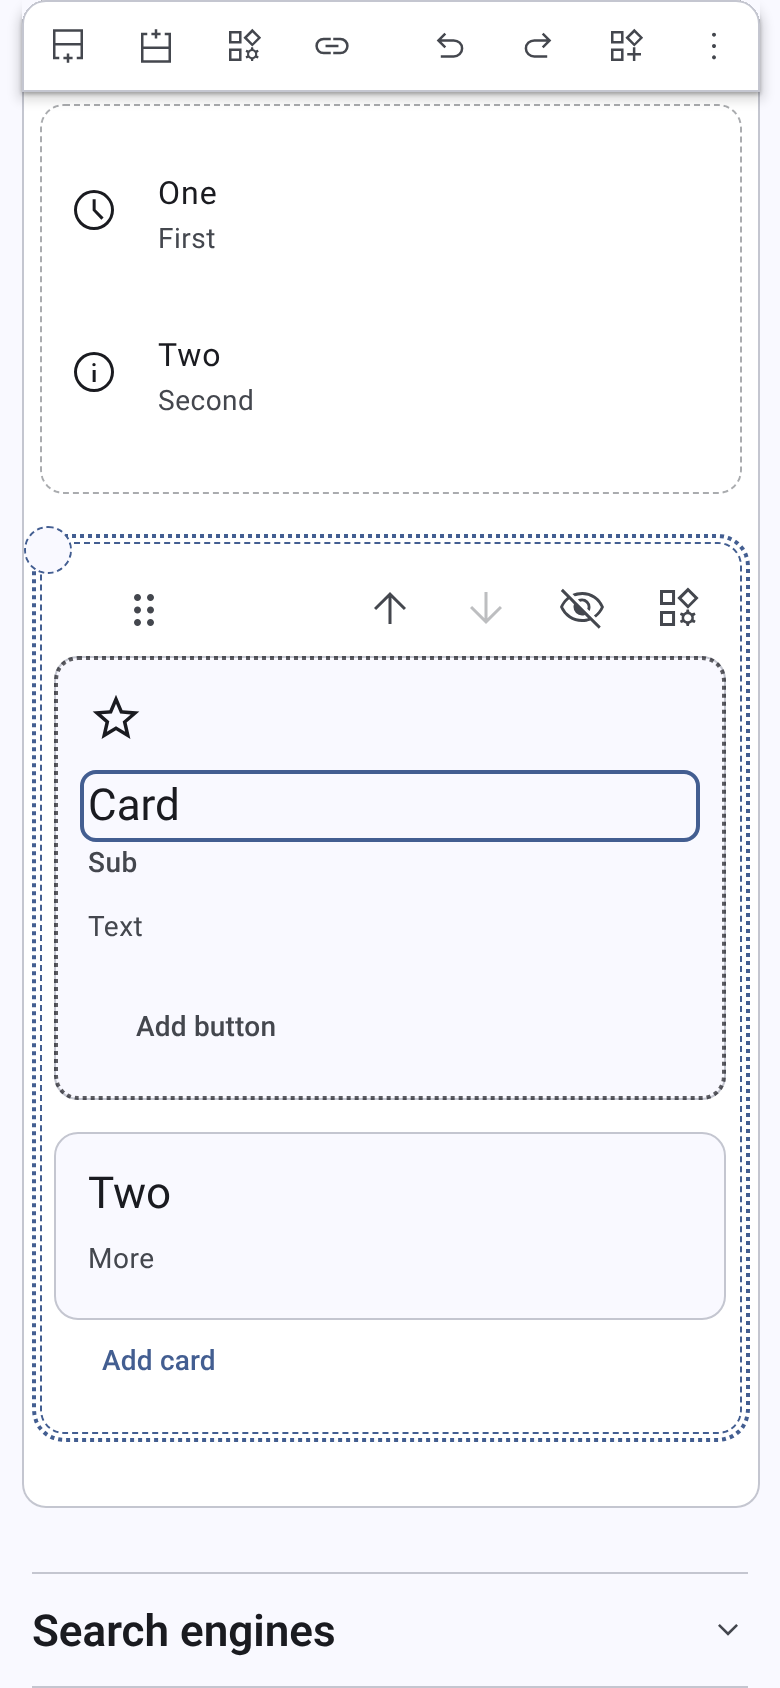 One
First
Two
Second
Card
Sub
Text
Add button
Two
More
Add card
Search engines